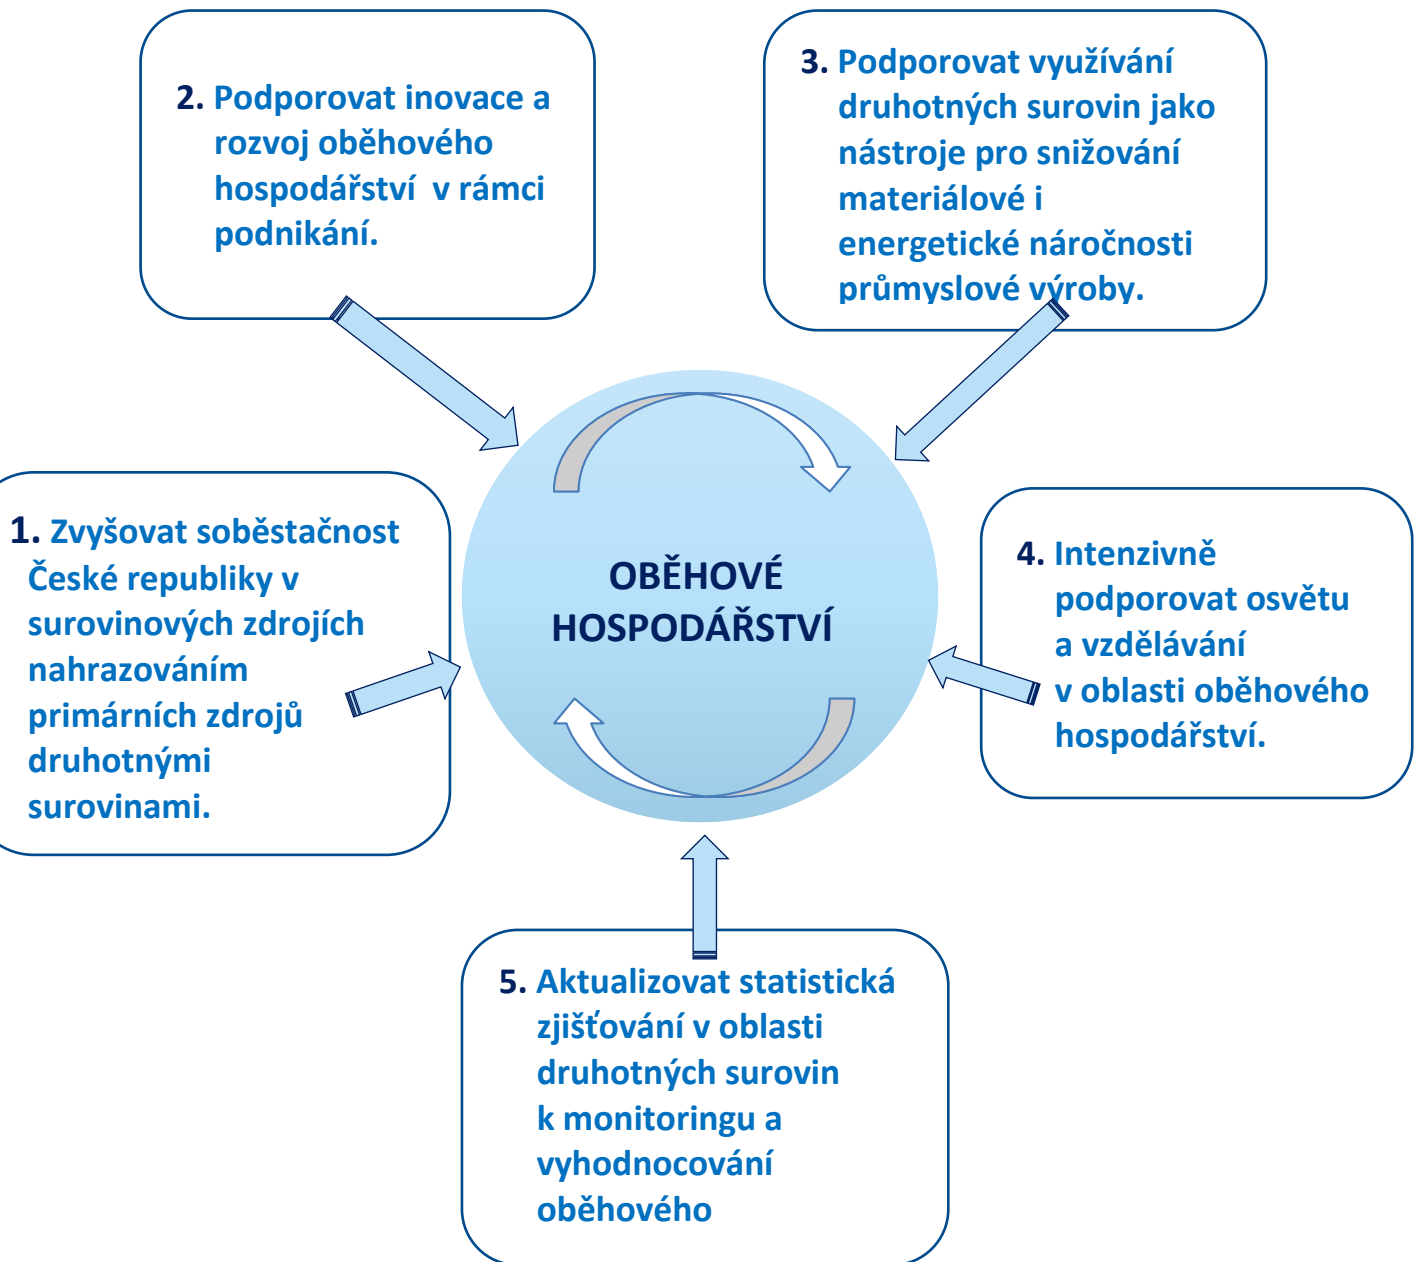 2. Podporovat inovace a
rozvoj oběhového
hospodářství v rámci
podnikání.
3. Podporovat využívání
druhotných surovin jako
nástroje pro snižování
materiálové i
energetické náročnosti
průmyslové výroby.
1. Zvyšovat soběstačnost
České republiky v
surovinových zdrojích
nahrazováním
primárních zdrojů
druhotnými
surovinami.
OBĚHOVÉ
HOSPODÁŘSTVÍ
4. Intenzivně
podporovat osvětu
a vzdělávání
v oblasti oběhového
hospodářství.
5. Aktualizovat statistická
zjišťování v oblasti
druhotných surovin
k monitoringu a
vyhodnocování
oběhového